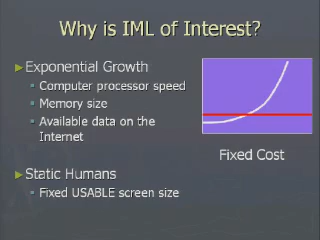 Why is IML of Interest?
Exponential Growth
Computer processor speed
Memory size
Available data on the
Internet
Static Humans
Fixed USABLE screen size
Fixed Cost